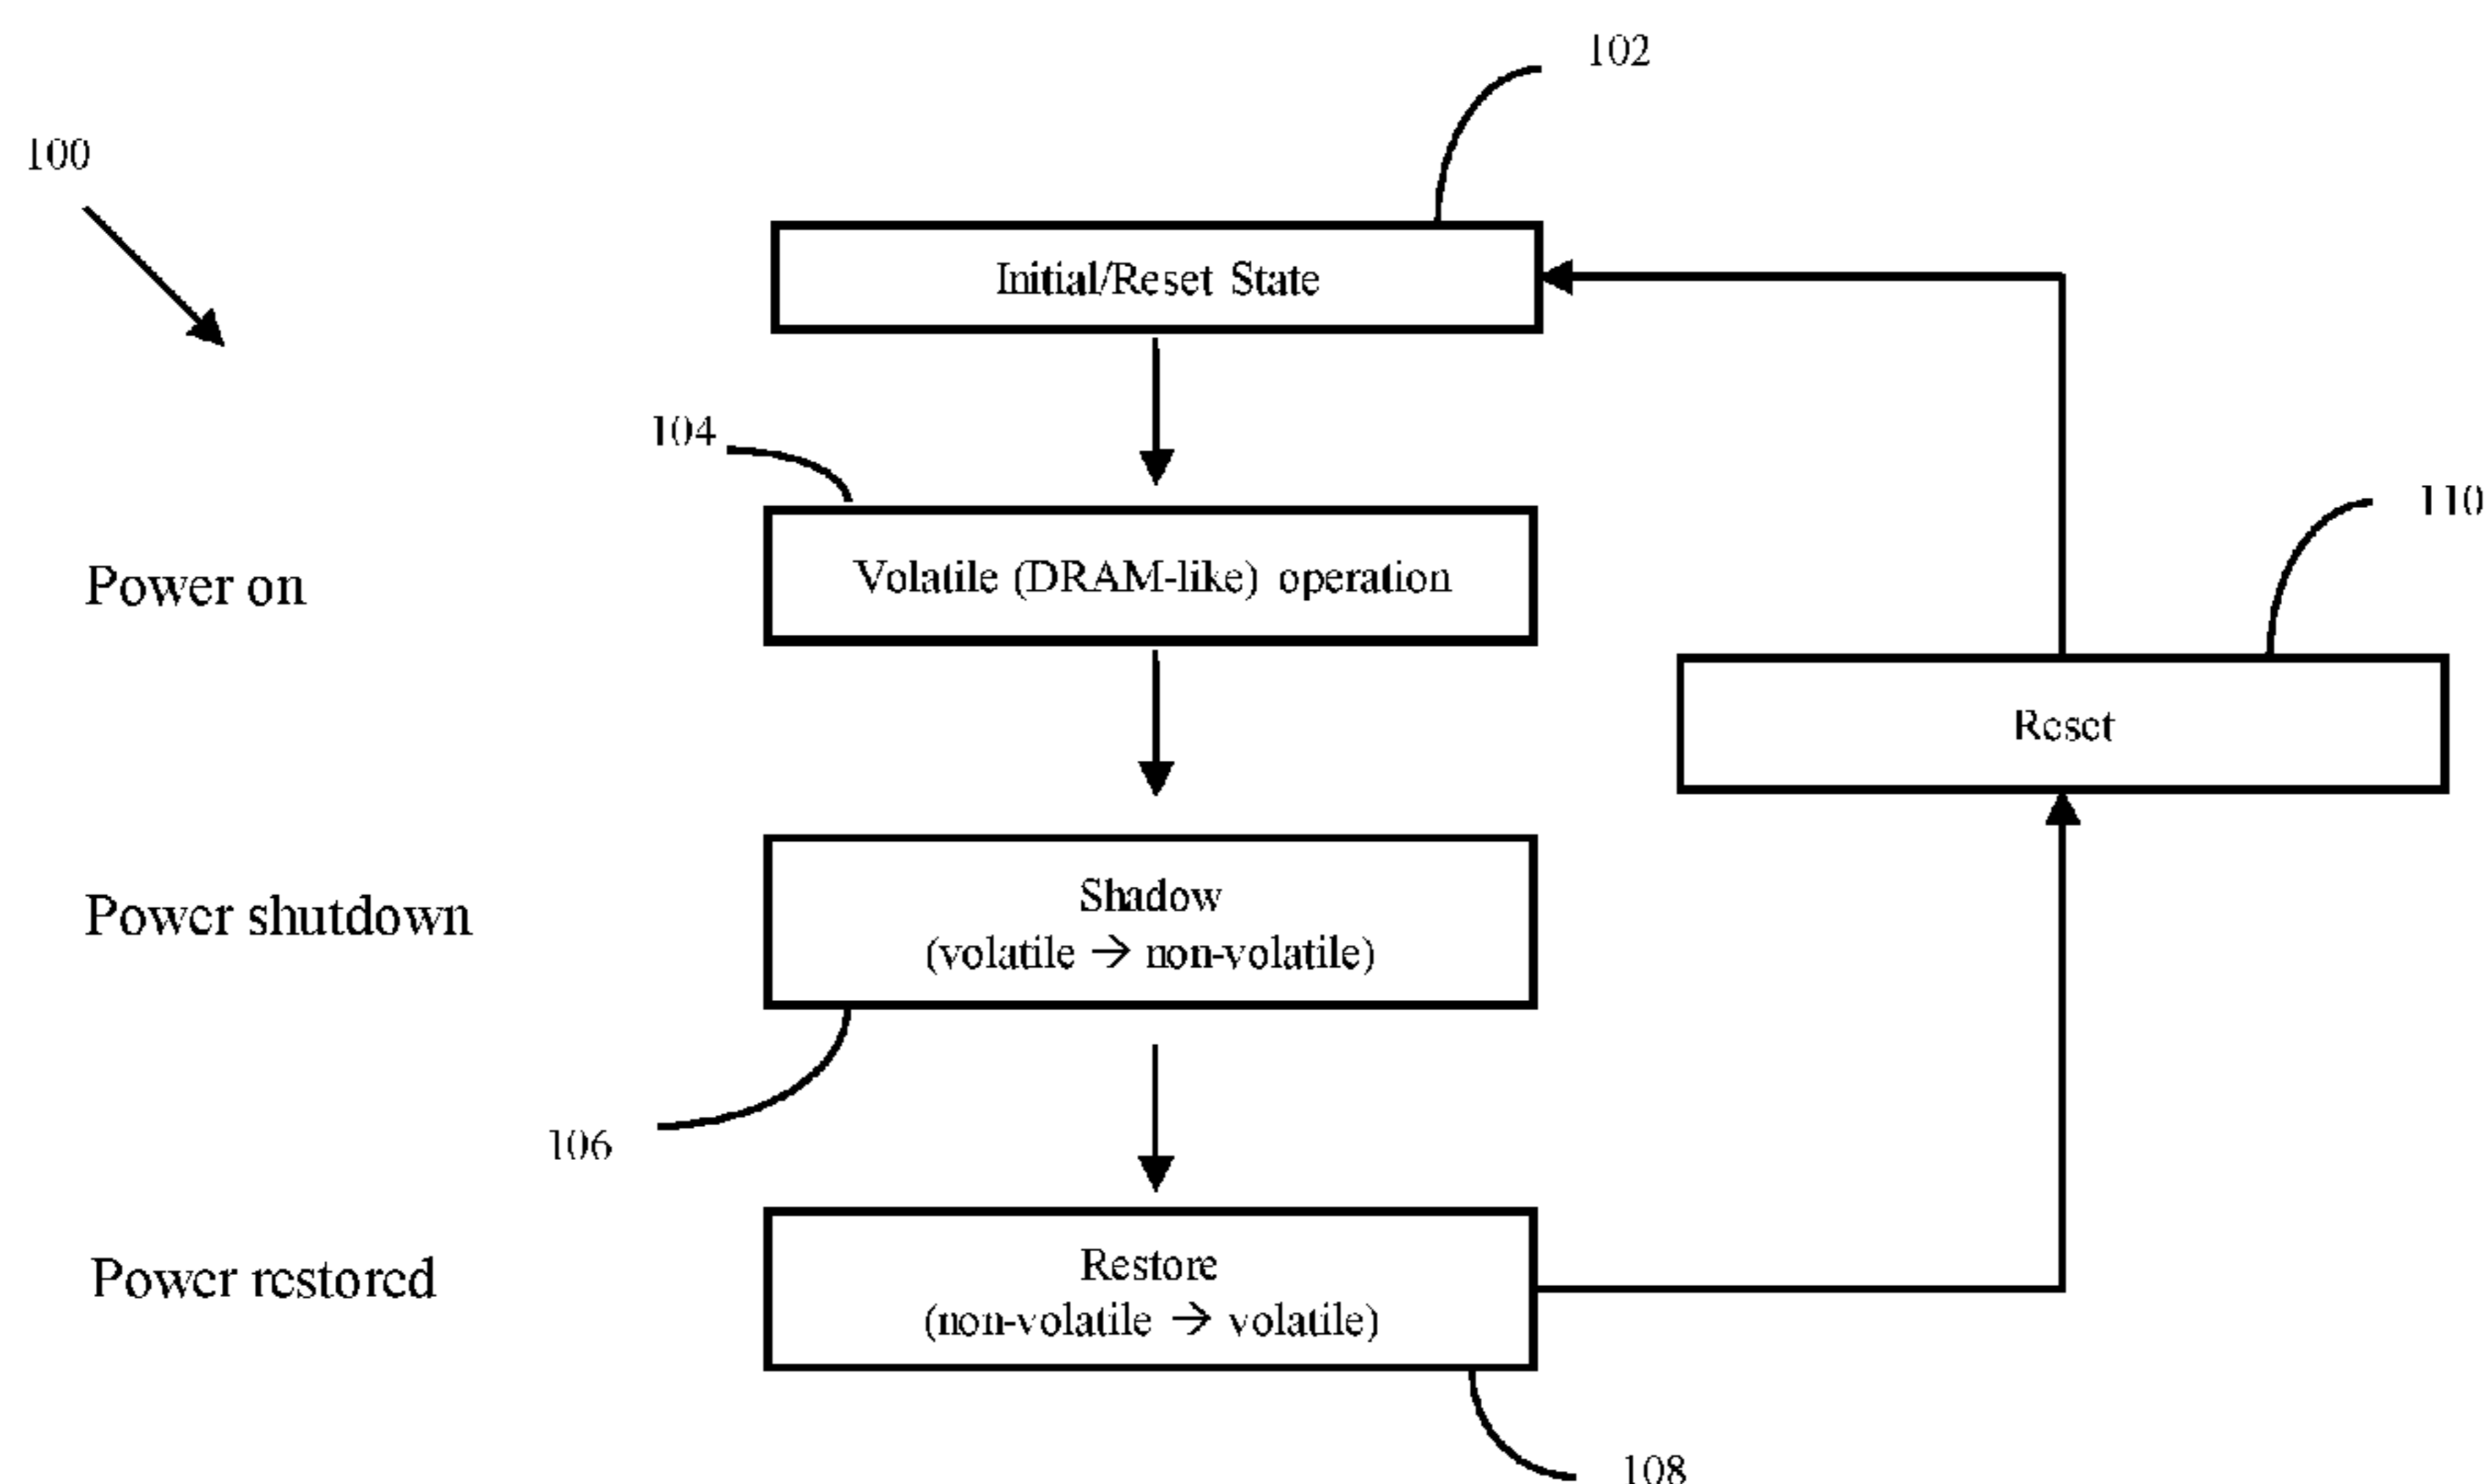 102
100
Initial/Reset State
104
110
Power on
Volatile (DRAM-like) operation
Reset
Power shutdown
Shadow
(volatile → non-volatile)
106
Power restored
Restore
(non-volatile → volatile)
108